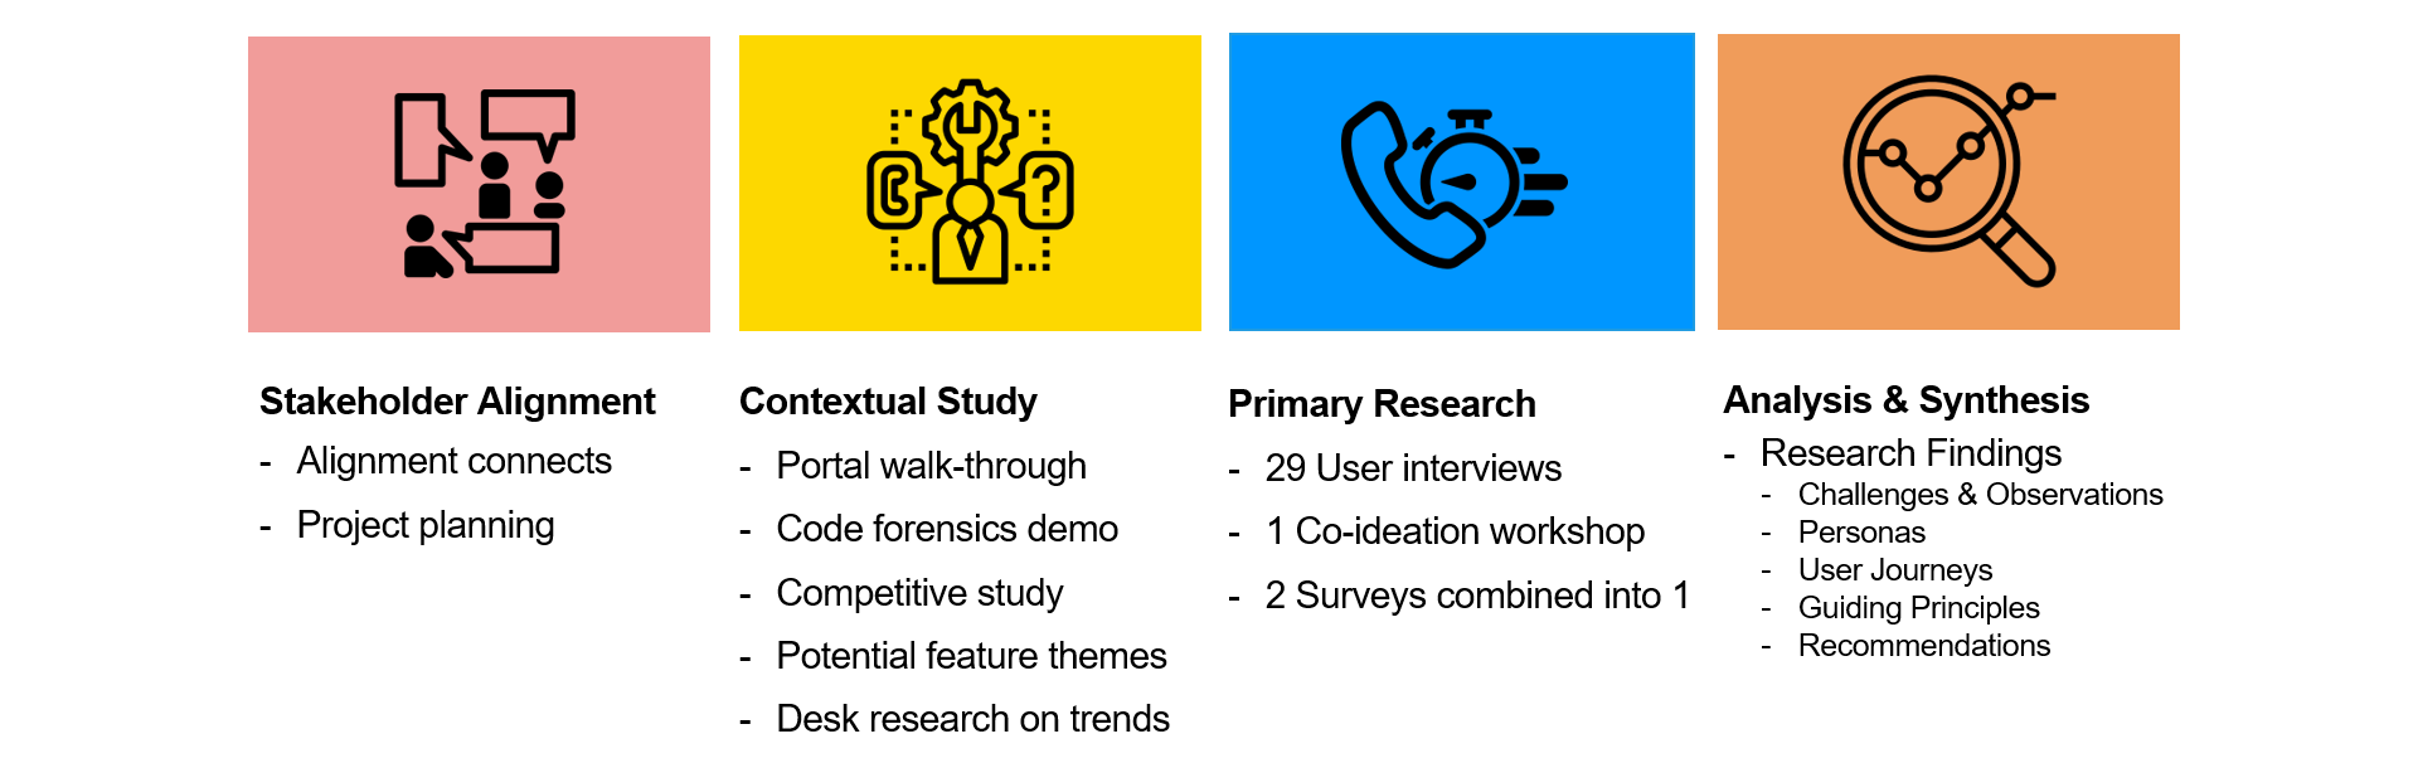 Stakeholder Alignment
- Alignment connects
- Project planning
Contextual Study
- Portal walk-through
- Code forensics demo
- Competitive study
- Potential feature themes
- Desk research on trends
Primary Research
- 29 User interviews
- 1 Co-ideation workshop
- 2 Surveys combined into 1
Analysis & Synthesis
- Research Findings
- Challenges & Observations
- Personas
- User Journeys
- Guiding Principles
- Recommendations